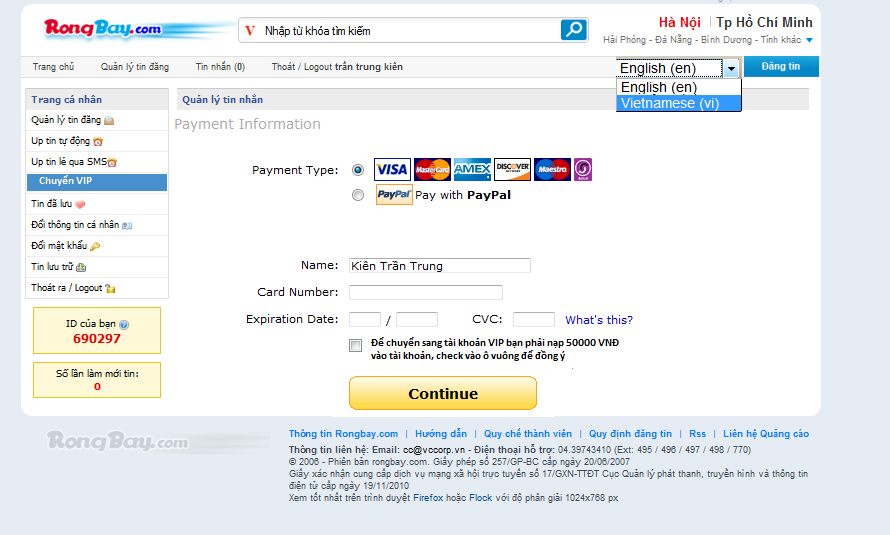 RongBay.com
V Nhập từ khóa tìm kiếm
Hà Nội | Tp Hồ Chí Minh
Hải Phòng - Đà Nẵng - Bình Dương - Tỉnh khác
Trang chủ Quản lý tin đăng Tin nhắn (0) Thoát / Logout trần trung kiên
English (en)
English (en)
Vietnamese (vi)
Đăng tin
Trang cá nhân
Quản lý tin đăng
Up tin tự động
Up tin lẻ qua SMS
Chuyển VIP
Tin đã lưu
Đổi thông tin cá nhân
Đổi mật khẩu
Tin lưu trữ
Thoát ra / Logout
ID của bạn
690297
Số lần làm mới tin:
0
Quản lý tin nhắn
Payment Information
Payment Type: VISA MasterCard AMEX DISCOVER Maestro SOLO
PayPal Pay with PayPal
Name: Kiên Trần Trung
Card Number:
Expiration Date: / CVC: What's this?
Để chuyển sang tài khoản VIP bạn phải nạp 50000 VNĐ
vào tài khoản, check vào ô vuông để đồng ý
Continue
RongBay.com
Thông tin Rongbay.com | Hướng dẫn | Quy chế thành viên | Quy định đăng tin | Rss | Liên hệ Quảng cáo
Thông tin liên hệ: Email: cc@vccorp.vn - Điện thoại hỗ trợ: 04.39743410 (Ext: 495 / 496 / 497 / 498 / 770)
© 2006 - Phiên bản rongbay.com. Giấy phép số 257/GP-BC cấp ngày 20/06/2007
Giấy xác nhận cung cấp dịch vụ mạng xã hội trực tuyến số 17/GXN-TTĐT Cục Quản lý phát thanh, truyền hình và thông tin
điện tử cấp ngày 19/11/2010
Xem tốt nhất trên trình duyệt Firefox hoặc Flock với độ phân giải 1024x768 px